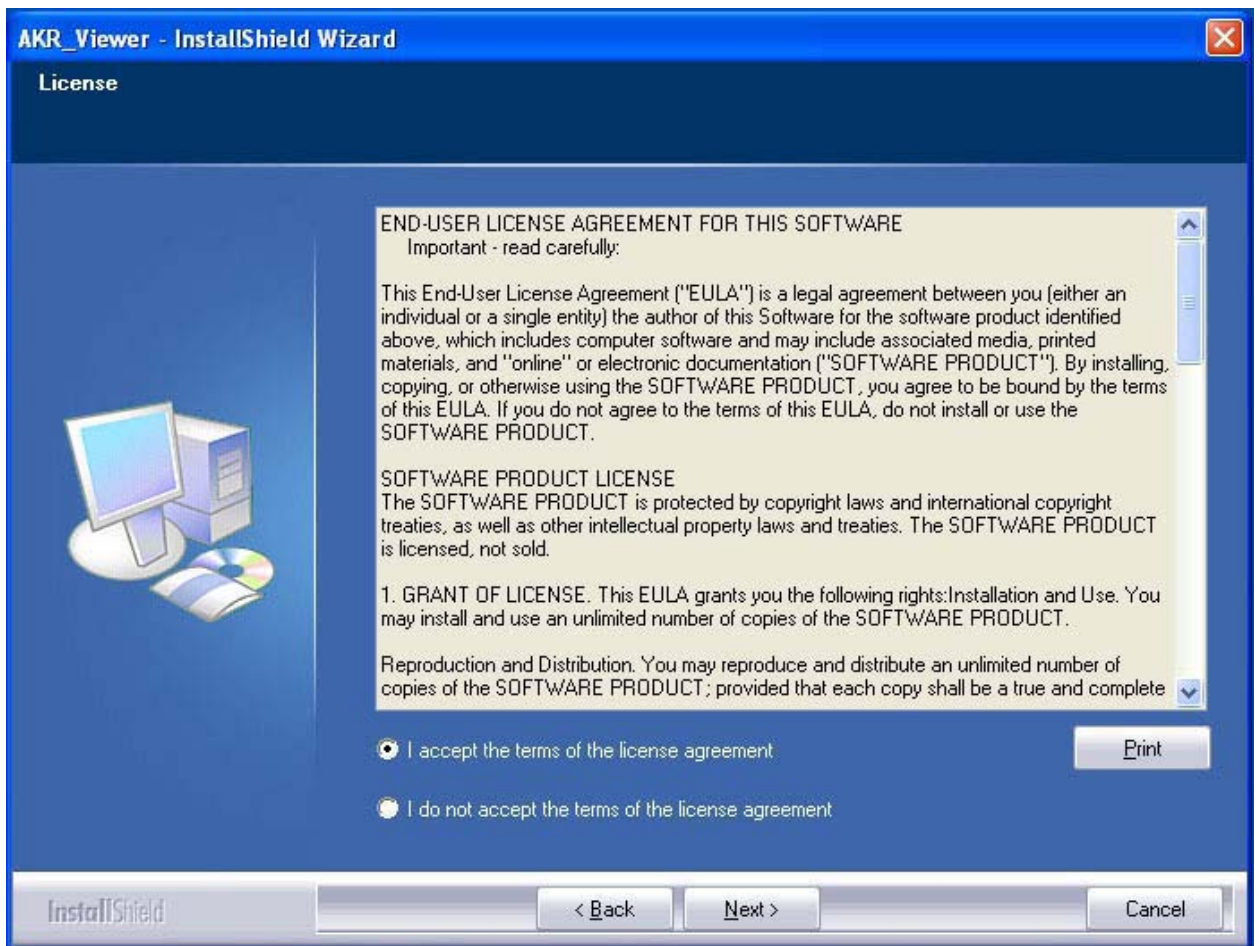 AKR_Viewer - InstallShield Wizard
License
END-USER LICENSE AGREEMENT FOR THIS SOFTWARE
Important - read carefully:
This End-User License Agreement ("EULA") is a legal agreement between you (either an
individual or a single entity) the author of this Software for the software product identified
above, which includes computer software and may include associated media, printed
materials, and "online" or electronic documentation ("SOFTWARE PRODUCT"). By installing,
copying, or otherwise using the SOFTWARE PRODUCT, you agree to be bound by the terms
of this EULA. If you do not agree to the terms of this EULA, do not install or use the
SOFTWARE PRODUCT.
SOFTWARE PRODUCT LICENSE
The SOFTWARE PRODUCT is protected by copyright laws and international copyright
treaties, as well as other intellectual property laws and treaties. The SOFTWARE PRODUCT
is licensed, not sold.
1. GRANT OF LICENSE. This EULA grants you the following rights:Installation and Use. You
may install and use an unlimited number of copies of the SOFTWARE PRODUCT.
Reproduction and Distribution. You may reproduce and distribute an unlimited number of
copies of the SOFTWARE PRODUCT; provided that each copy shall be a true and complete
I accept the terms of the license agreement
Print
I do not accept the terms of the license agreement
InstallShield
< Back
Next >
Cancel